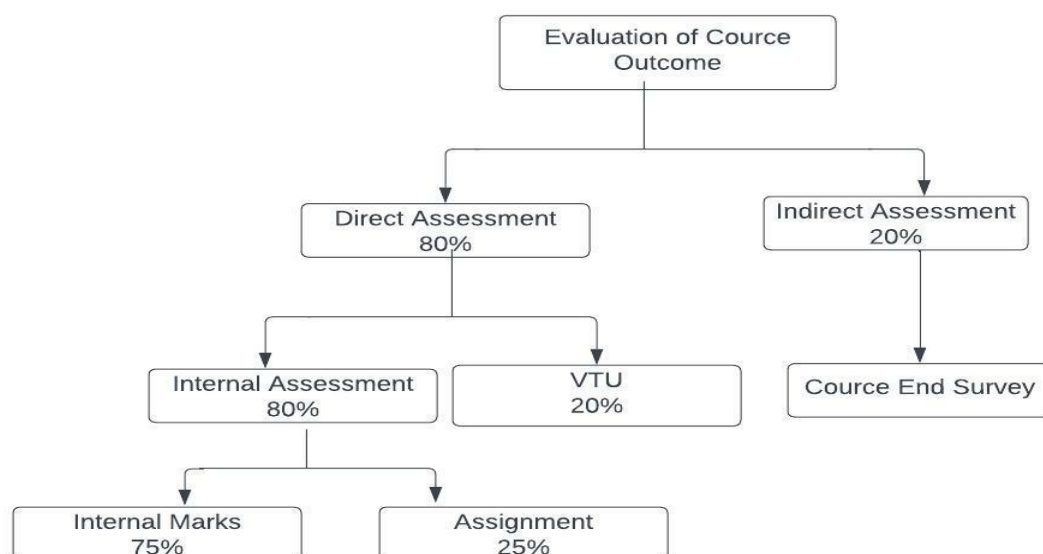 Evaluation of Cource
Outcome
Direct Assessment
80%
Indirect Assessment
20%
Internal Assessment
80%
VTU
20%
Cource End Survey
Internal Marks
75%
Assignment
25%